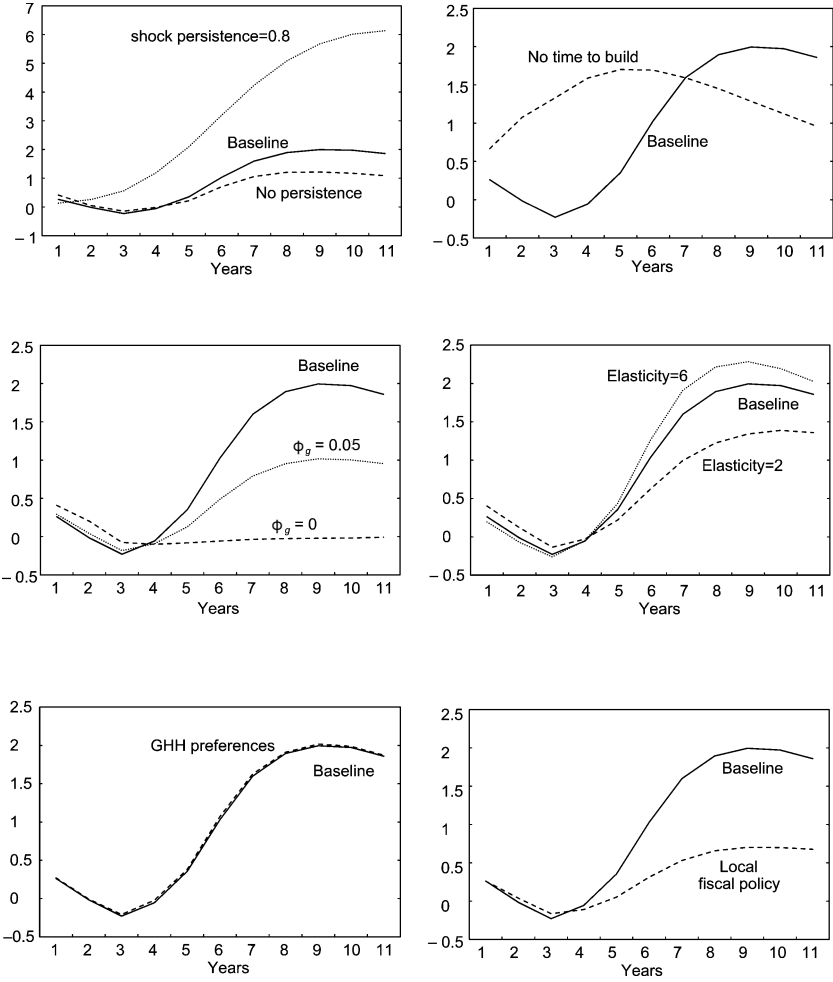 7
6
5
4
3
2
1
0
– 1
shock persistence=0.8
Baseline
No persistence
1 2 3 4 5 6 7 8 9 10 11
Years
2.5
2
1.5
1
0.5
0
– 0.5
No time to build
Baseline
1 2 3 4 5 6 7 8 9 10 11
Years
2.5
2
1.5
1
0.5
0
– 0.5
Baseline
ϕg = 0.05
ϕg = 0
1 2 3 4 5 6 7 8 9 10 11
Years
2.5
2
1.5
1
0.5
0
– 0.5
Elasticity=6
Baseline
Elasticity=2
1 2 3 4 5 6 7 8 9 10 11
Years
2.5
2
1.5
1
0.5
0
–0.5
GHH preferences
Baseline
1 2 3 4 5 6 7 8 9 10 11
Years
2.5
2
1.5
1
0.5
0
– 0.5
Baseline
Local
fiscal policy
1 2 3 4 5 6 7 8 9 10 11
Years